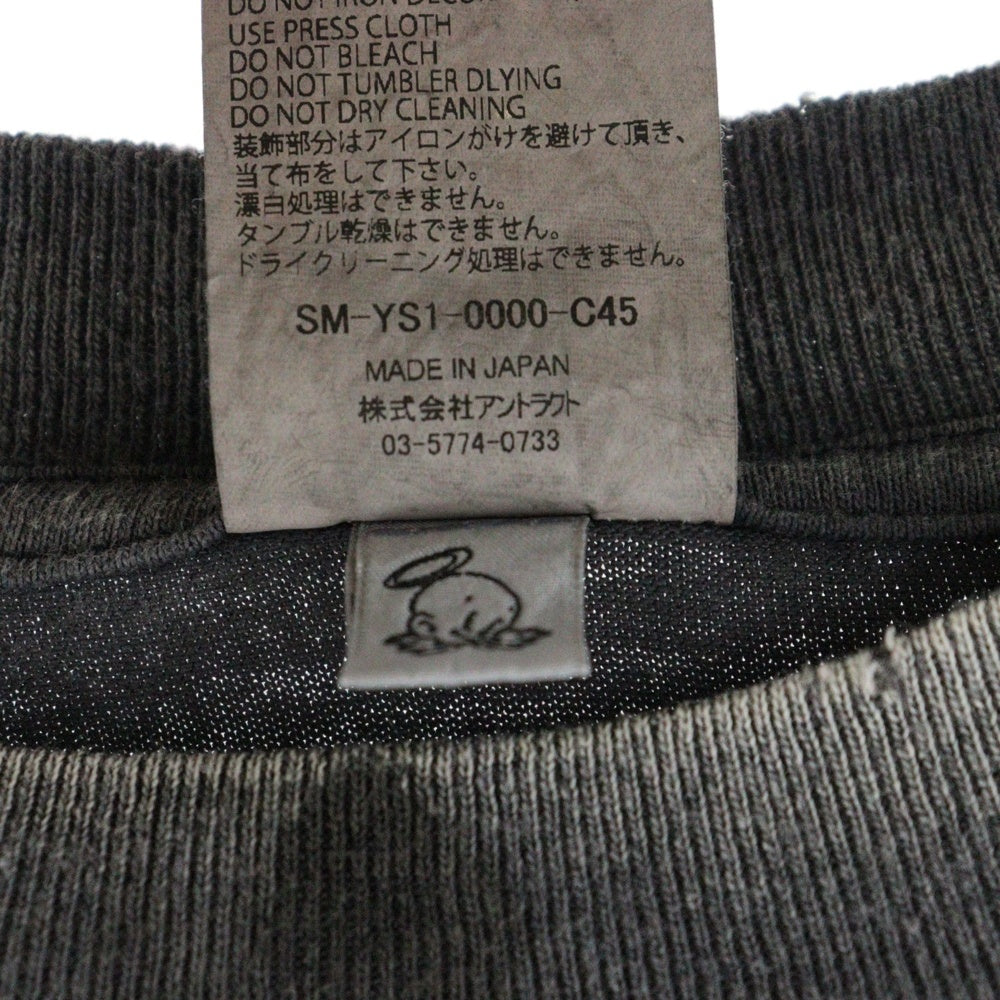 DO NOT IRON
USE PRESS CLOTH
DO NOT BLEACH
DO NOT TUMBLER DLYING
DO NOT DRY CLEANING
装飾部分はアイロンがけを避けて頂き、
当て布をして下さい。
漂白処理はできません。
タンブル乾燥はできません。
ドライクリーニング処理はできません。
SM-YS1-0000-C45
MADE IN JAPAN
株式会社アントラクト
03-5774-0733